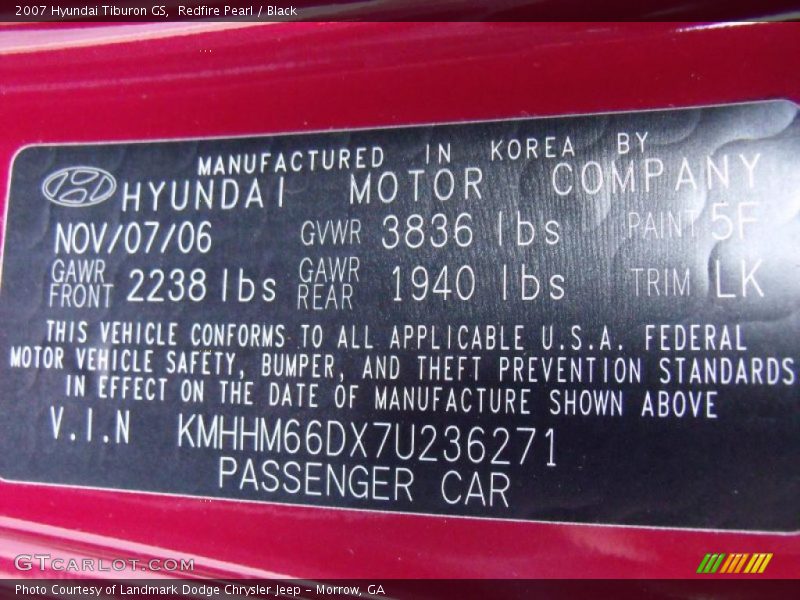 2007 Hyundai Tiburon GS, Redfire Pearl / Black
MANUFACTURED IN KOREA BY
HYUNDAI MOTOR COMPANY
NOV/07/06 GVWR 3836 lbs PAINT 5F
GAWR FRONT 2238 lbs GAWR REAR 1940 lbs TRIM LK
THIS VEHICLE CONFORMS TO ALL APPLICABLE U.S.A. FEDERAL
MOTOR VEHICLE SAFETY, BUMPER, AND THEFT PREVENTION STANDARDS
IN EFFECT ON THE DATE OF MANUFACTURE SHOWN ABOVE
V.I.N KMHHM66DX7U236271
PASSENGER CAR
GTCARLOT.COM
Photo Courtesy of Landmark Dodge Chrysler Jeep - Morrow, GA